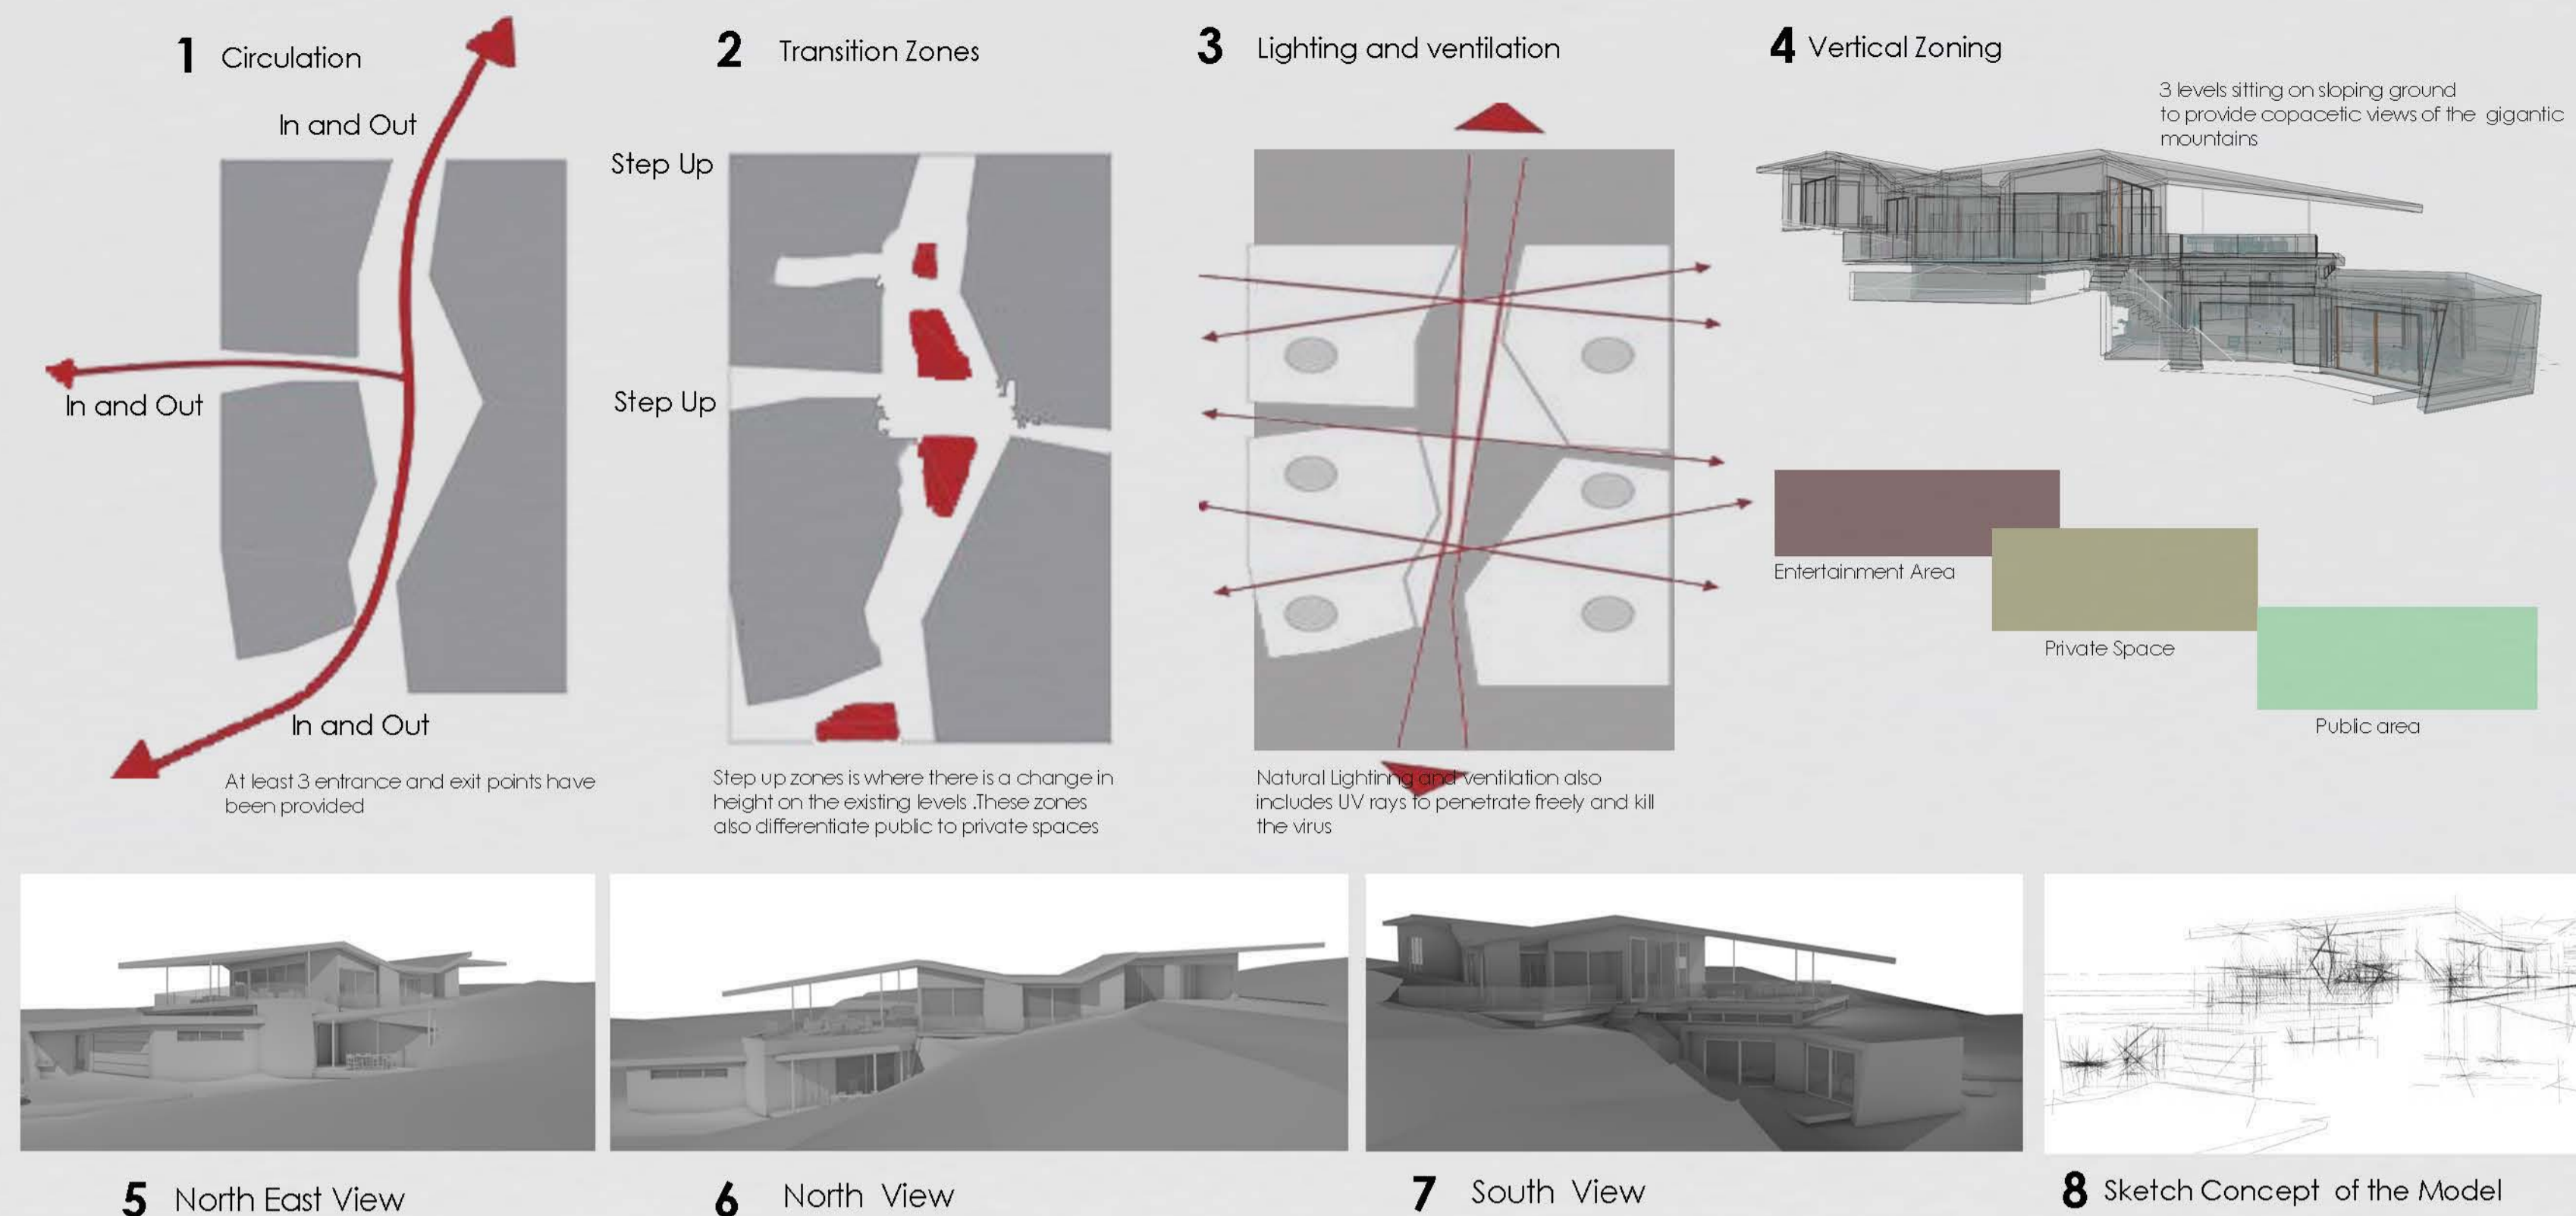 1 Circulation
In and Out
In and Out
In and Out
At least 3 entrance and exit points have
been provided
2 Transition Zones
Step Up
Step Up
Step up zones is where there is a change in
height on the existing levels .These zones
also differentiate public to private spaces
3 Lighting and ventilation
Natural Lightinng and ventilation also
includes UV rays to penetrate freely and kill
the virus
4 Vertical Zoning
3 levels sitting on sloping ground
to provide copacetic views of the gigantic
mountains
Entertainment Area
Private Space
Public area
5 North East View
6 North View
7 South View
8 Sketch Concept of the Model